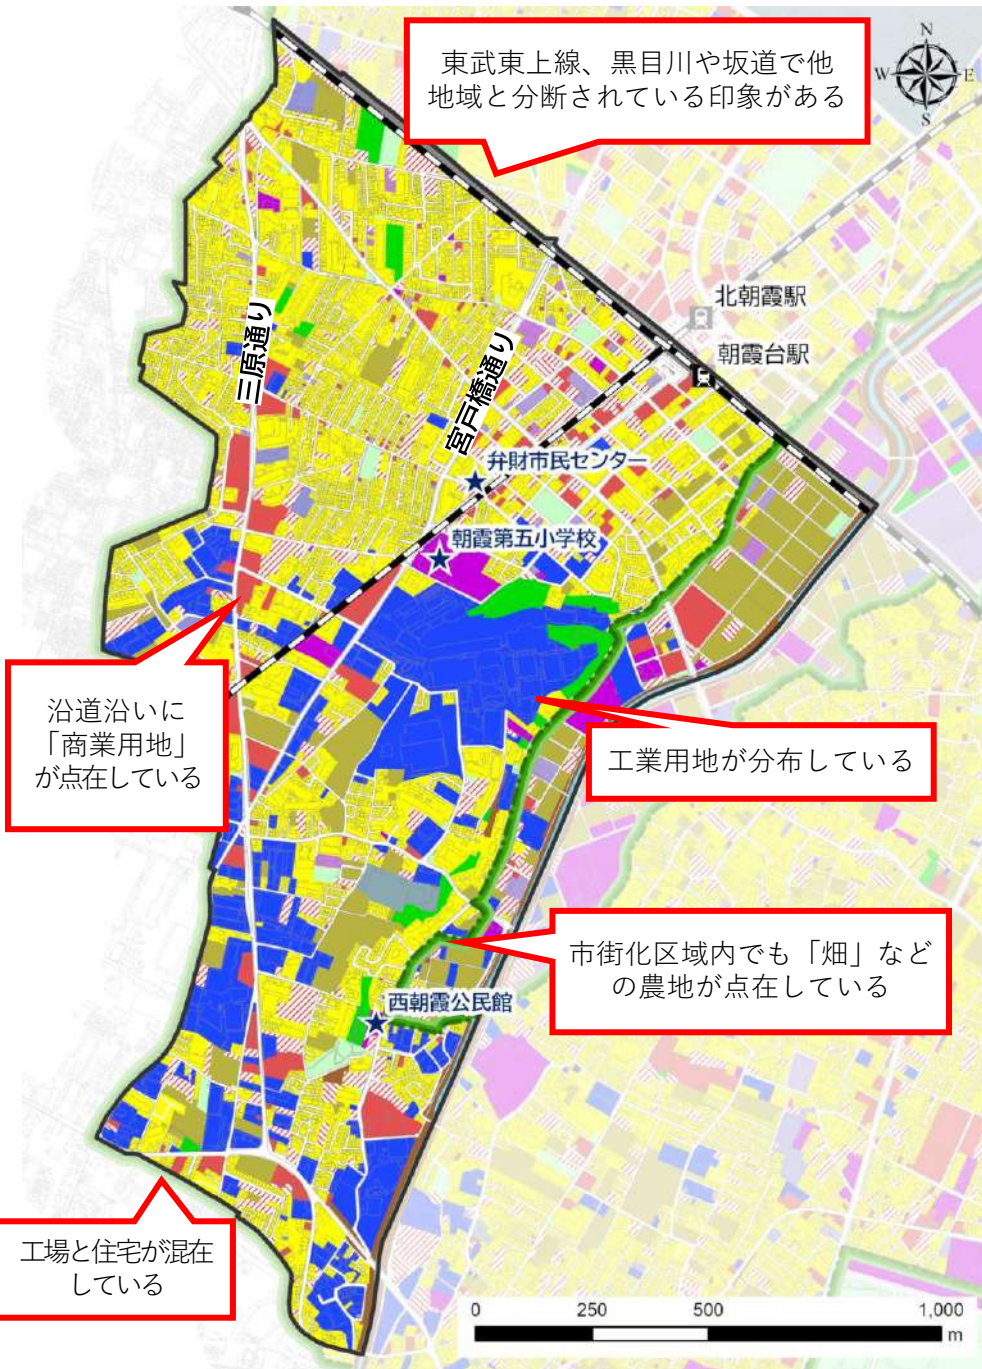 東武東上線、黒目川や坂道で他
地域と分断されている印象がある
N
W
E
S
北朝霞駅
朝霞台駅
三原通り
宮戸橋通り
弁財市民センター
朝霞第五小学校
沿道沿いに
「商業用地」
が点在している
工業用地が分布している
市街化区域内でも「畑」など
の農地が点在している
西朝霞公民館
工場と住宅が混在
している
0 250 500 1,000
m